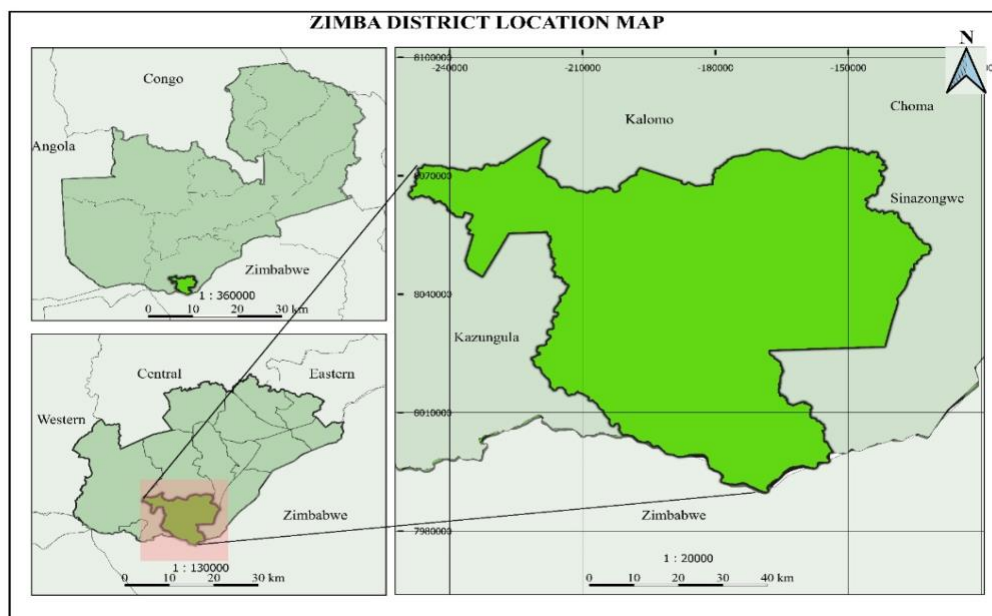 ZIMBA DISTRICT LOCATION MAP
N
Congo
Angola
Zimbabwe
1 : 360000
0 10 20 30 km
Central
Eastern
Western
Zimbabwe
1 : 130000
0 10 20 30 km
8100000
-240000 -210000 -180000 -150000
Choma
Kalomo
8070000
Sinazongwe
8040000
Kazungula
8010000
Zimbabwe
7980000
1 : 20000
0 10 20 30 40 km